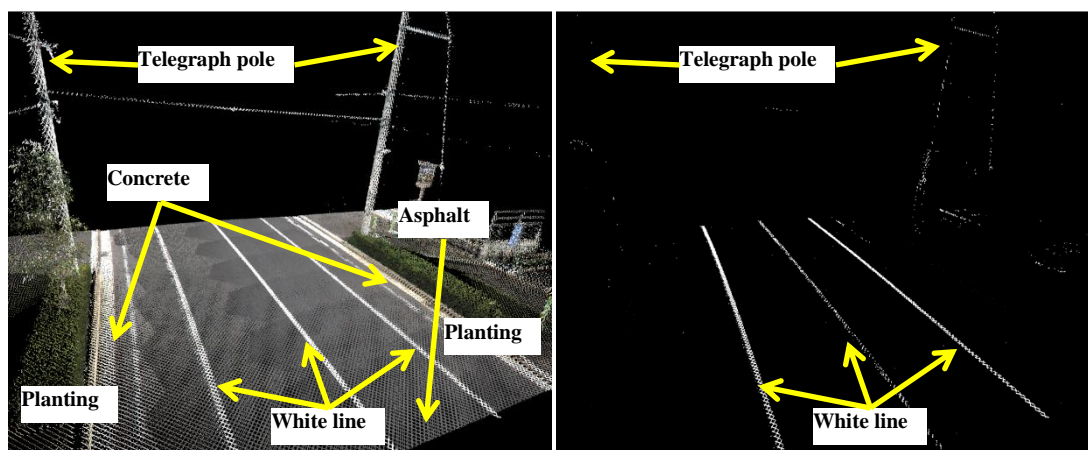 Telegraph pole
Concrete
Asphalt
Planting
Planting
White line
Telegraph pole
White line